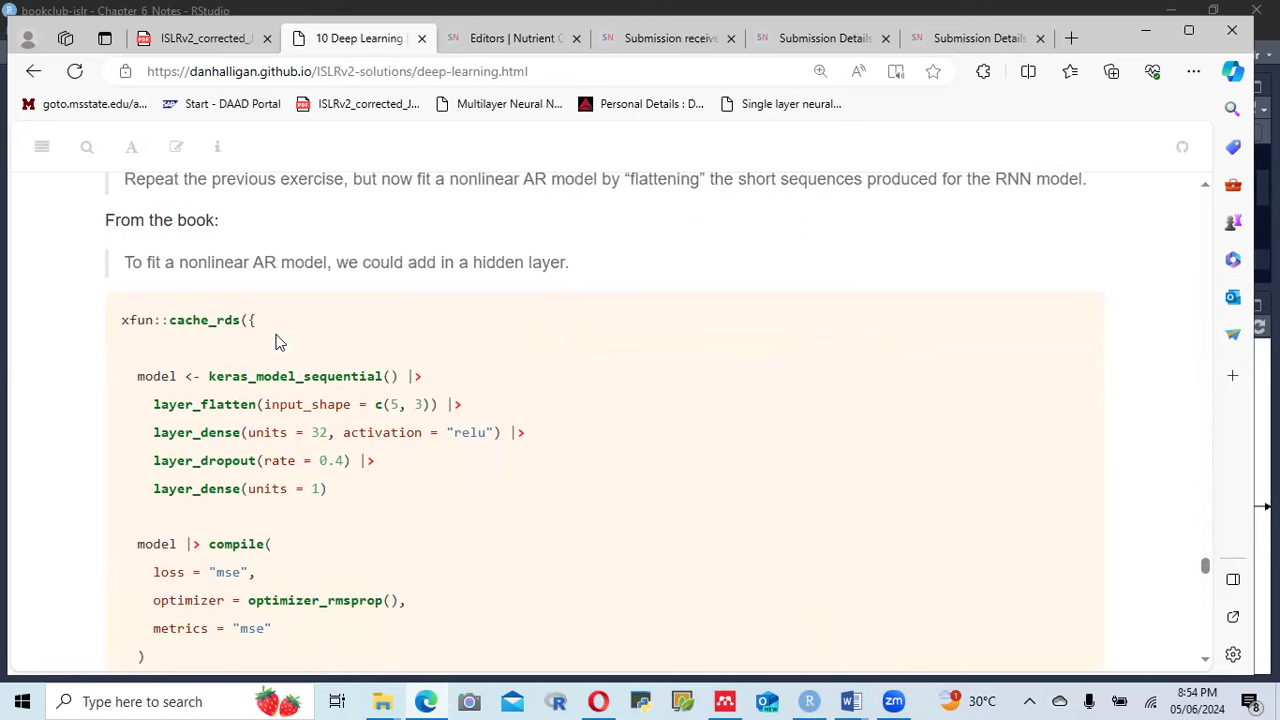 bookclub-islr - Chapter 6 Notes - RStudio
ISLRv2_corrected_J
10 Deep Learning
Editors | Nutrient C
Submission receive
Submission Details
Submission Details
https://danhalligan.github.io/ISLRv2-solutions/deep-learning.html
goto.msstate.edu/a...
Start - DAAD Portal
ISLRv2_corrected_J...
Multilayer Neural N...
Personal Details : D...
Single layer neural...
Repeat the previous exercise, but now fit a nonlinear AR model by “flattening” the short sequences produced for the RNN model.
From the book:
To fit a nonlinear AR model, we could add in a hidden layer.
xfun::cache_rds({
model <- keras_model_sequential() |>
layer_flatten(input_shape = c(5, 3)) |>
layer_dense(units = 32, activation = "relu") |>
layer_dropout(rate = 0.4) |>
layer_dense(units = 1)
model |> compile(
loss = "mse",
optimizer = optimizer_rmsprop(),
metrics = "mse"
)
Type here to search
30°C
8:54 PM
05/06/2024
8